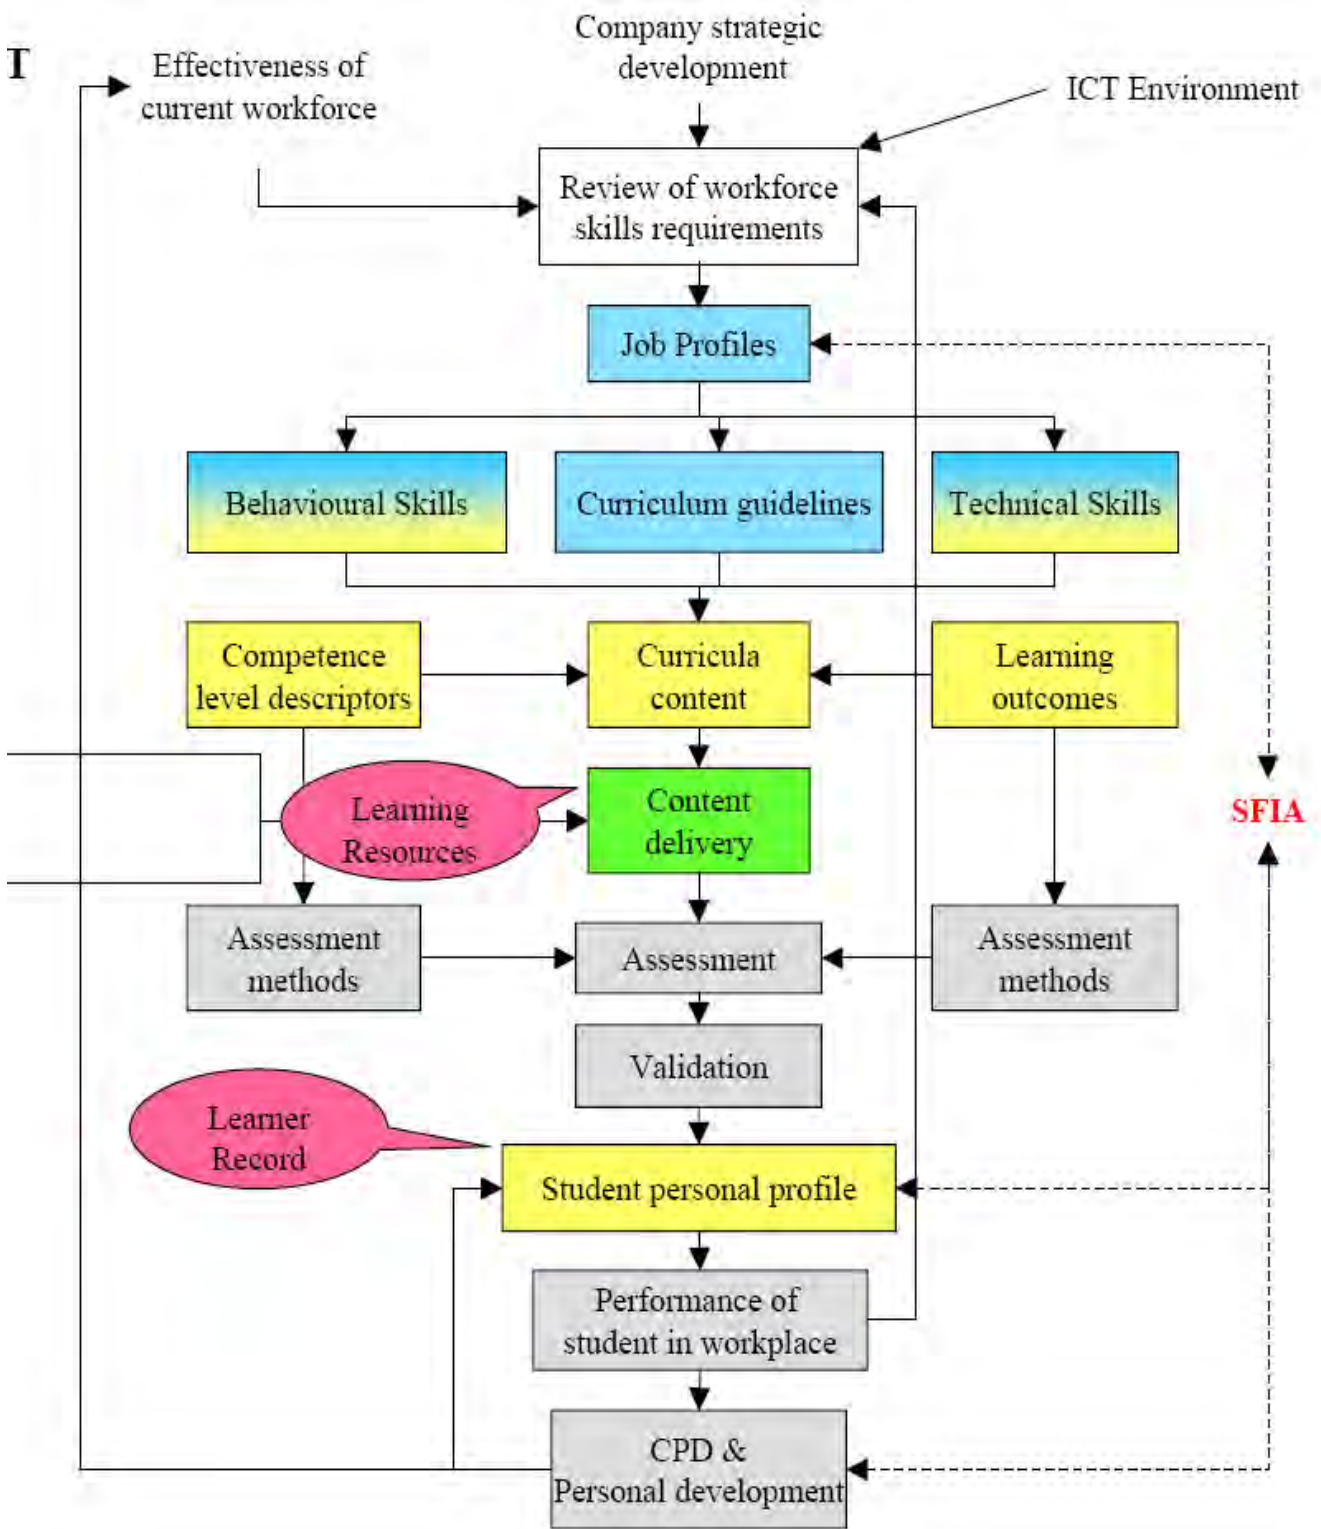 Company strategic
development
T
Effectiveness of
current workforce
ICT Environment
Review of workforce
skills requirements
Job Profiles
Behavioural Skills
Curriculum guidelines
Technical Skills
Competence
level descriptors
Curricula
content
Learning
outcomes
Learning
Resources
Content
delivery
SFIA
Assessment
methods
Assessment
Assessment
methods
Validation
Learner
Record
Student personal profile
Performance of
student in workplace
CPD &
Personal development